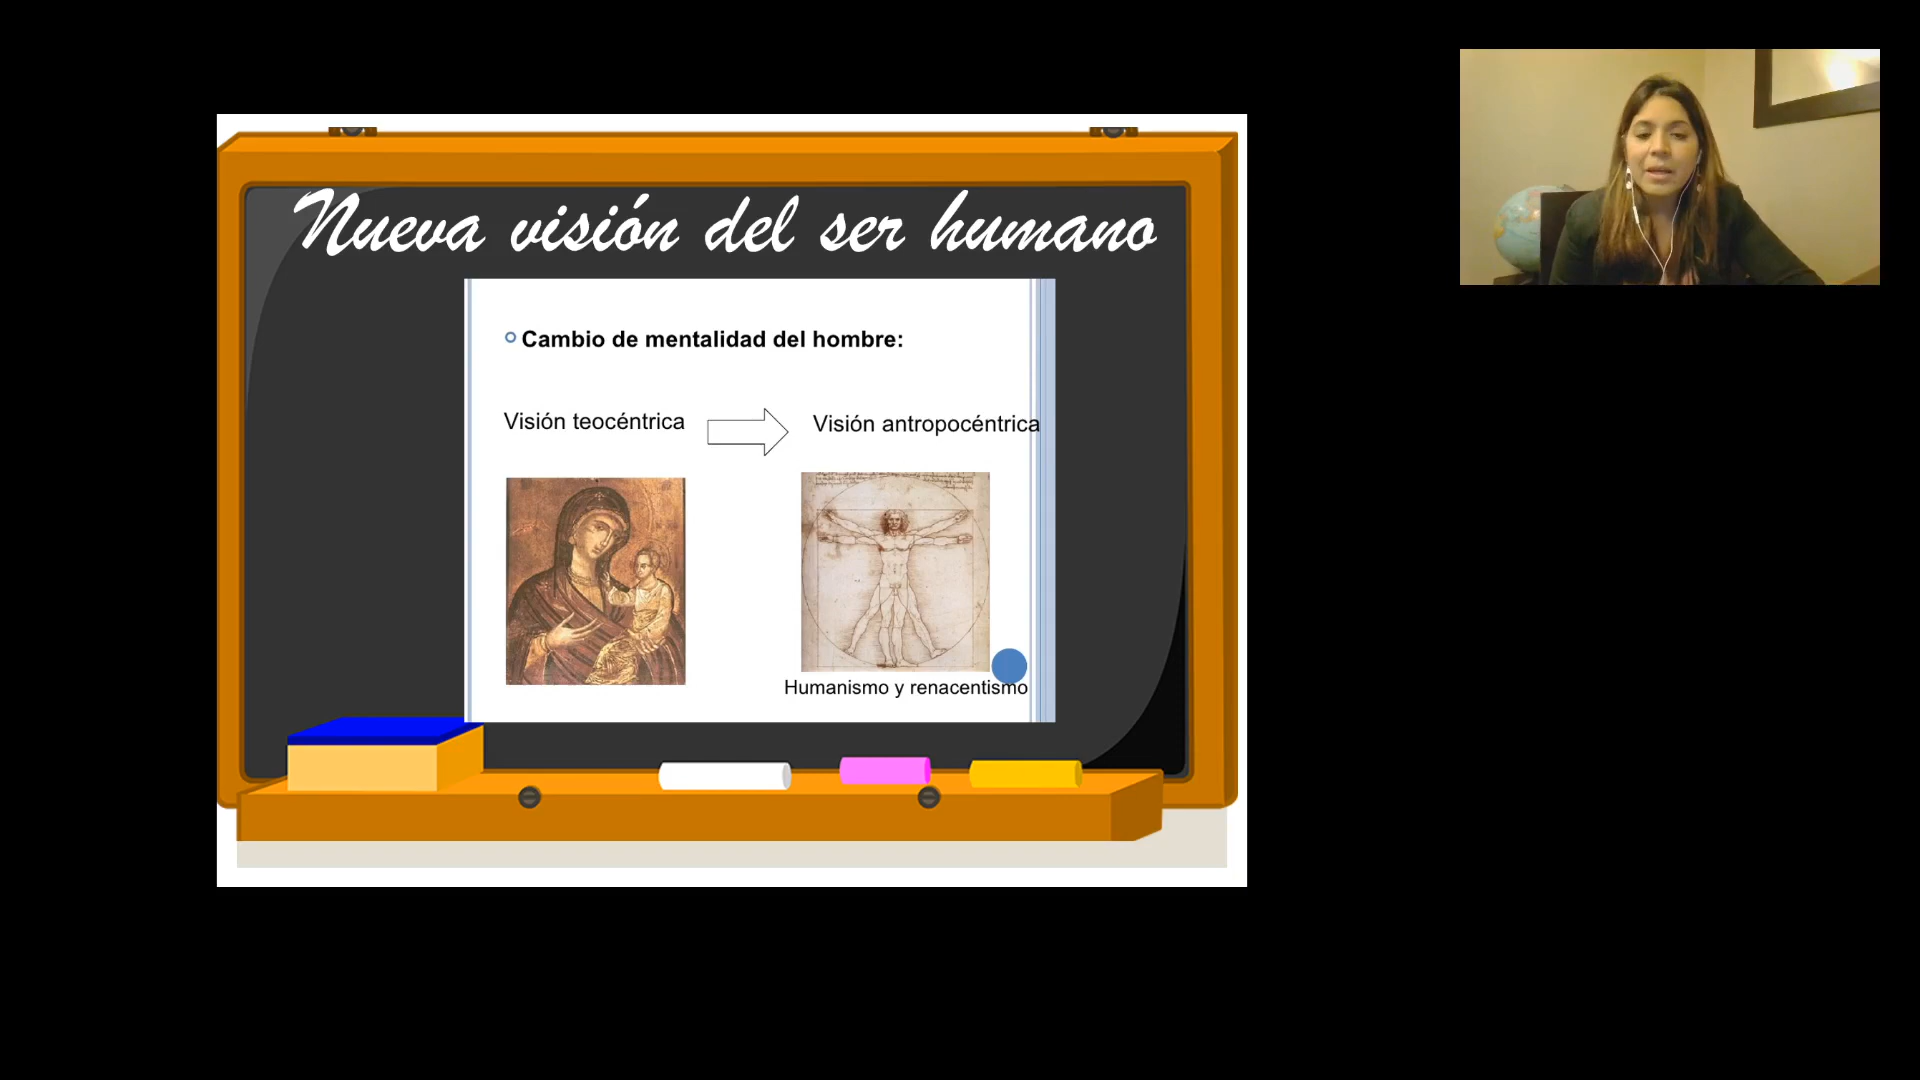 Nueva visión del ser humano
Cambio de mentalidad del hombre:
Visión teocéntrica
Visión antropocéntrica
Humanismo y renacentismo